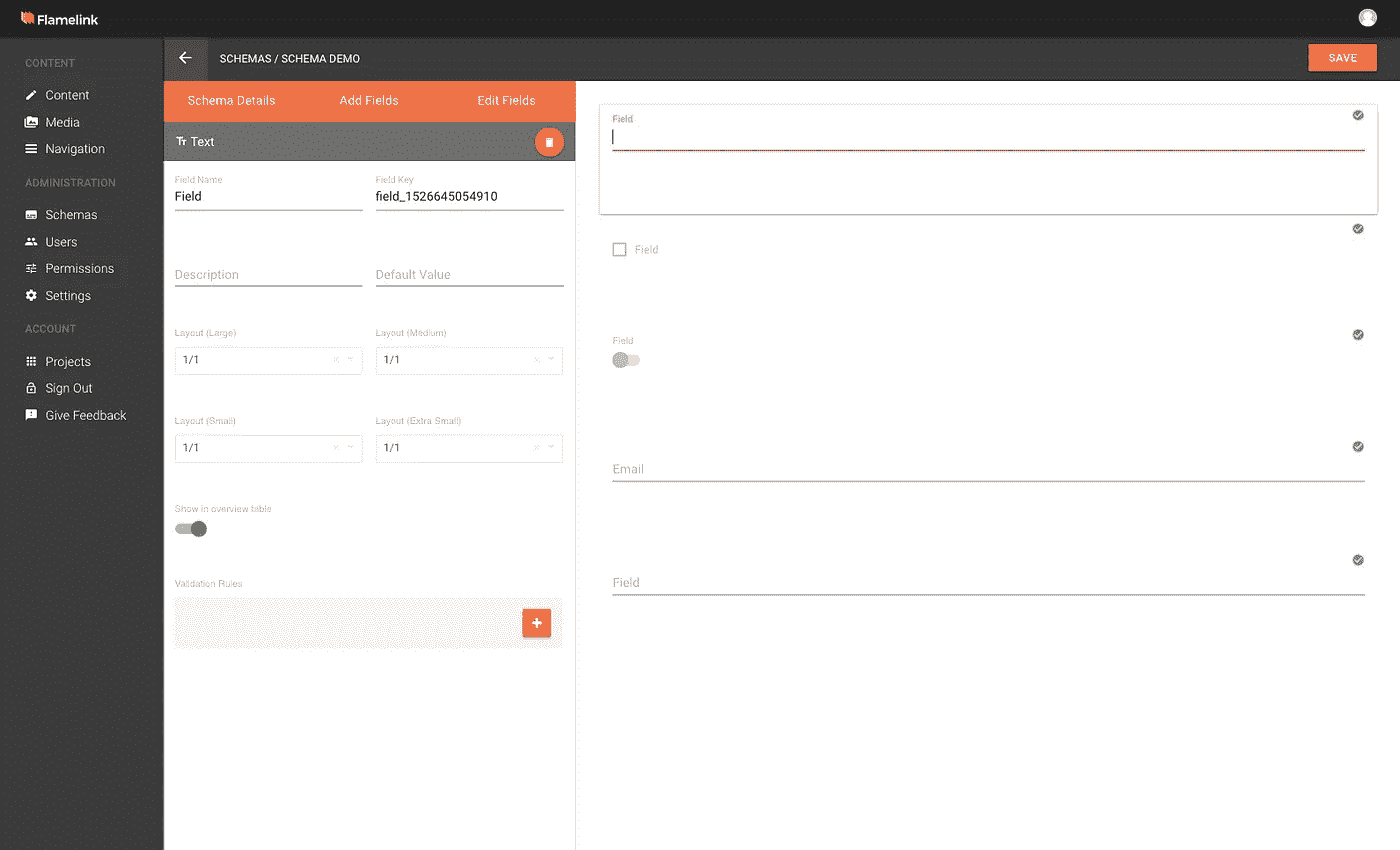 Flamelink
CONTENT
Content
Media
Navigation
ADMINISTRATION
Schemas
Users
Permissions
Settings
ACCOUNT
Projects
Sign Out
Give Feedback
SCHEMAS / SCHEMA DEMO
SAVE
Schema Details Add Fields Edit Fields
Text
Field Name Field Key
Field field_1526645054910
Description Default Value
Layout (Large) Layout (Medium)
1/1 1/1
Layout (Small) Layout (Extra Small)
1/1 1/1
Show in overview table
Validation Rules
Field
Field
Field
Email
Field